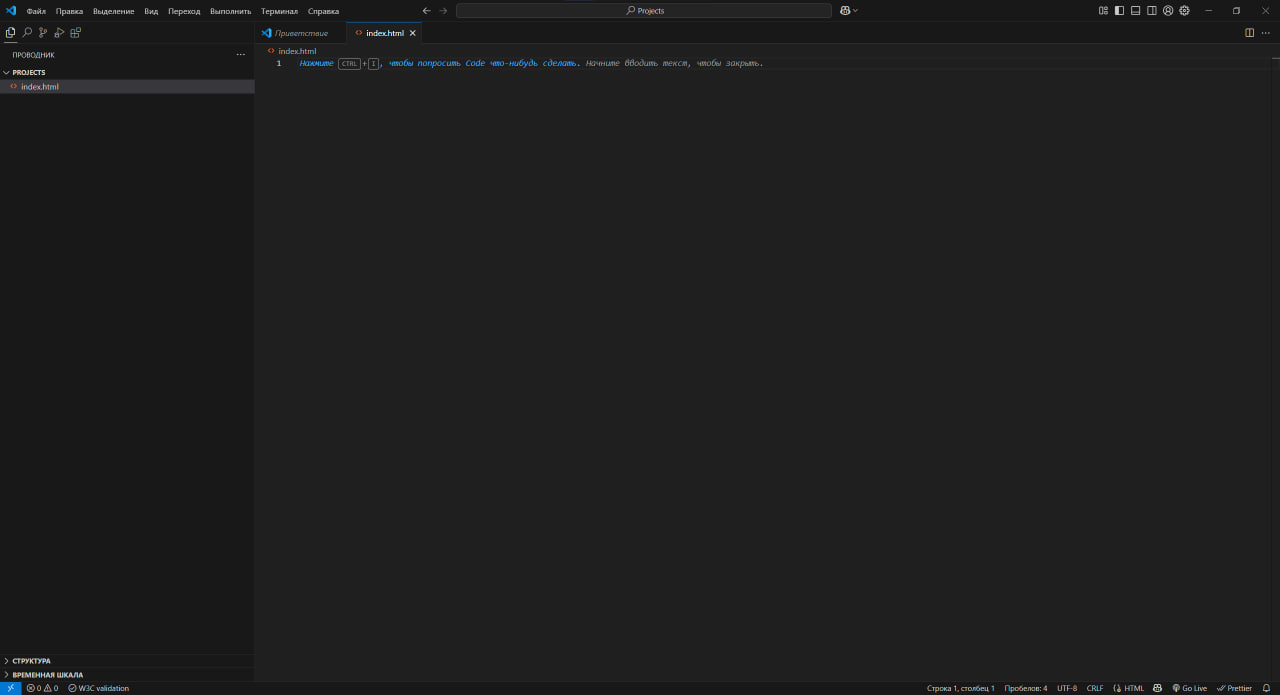 Файл Правка Выделение Вид Переход Выполнить Терминал Справка Projects
Приветствие index.html
ПРОВОДНИК
index.html
1 Нажмите CTRL+I, чтобы попросить Code что-нибудь сделать. Начните вводить текст, чтобы закрыть.
PROJECTS
index.html
СТРУКТУРА
ВРЕМЕННАЯ ШКАЛА
0 0 W3C validation Строка 1, столбец 1 Пробелов: 4 UTF-8 CRLF HTML Go Live Prettier